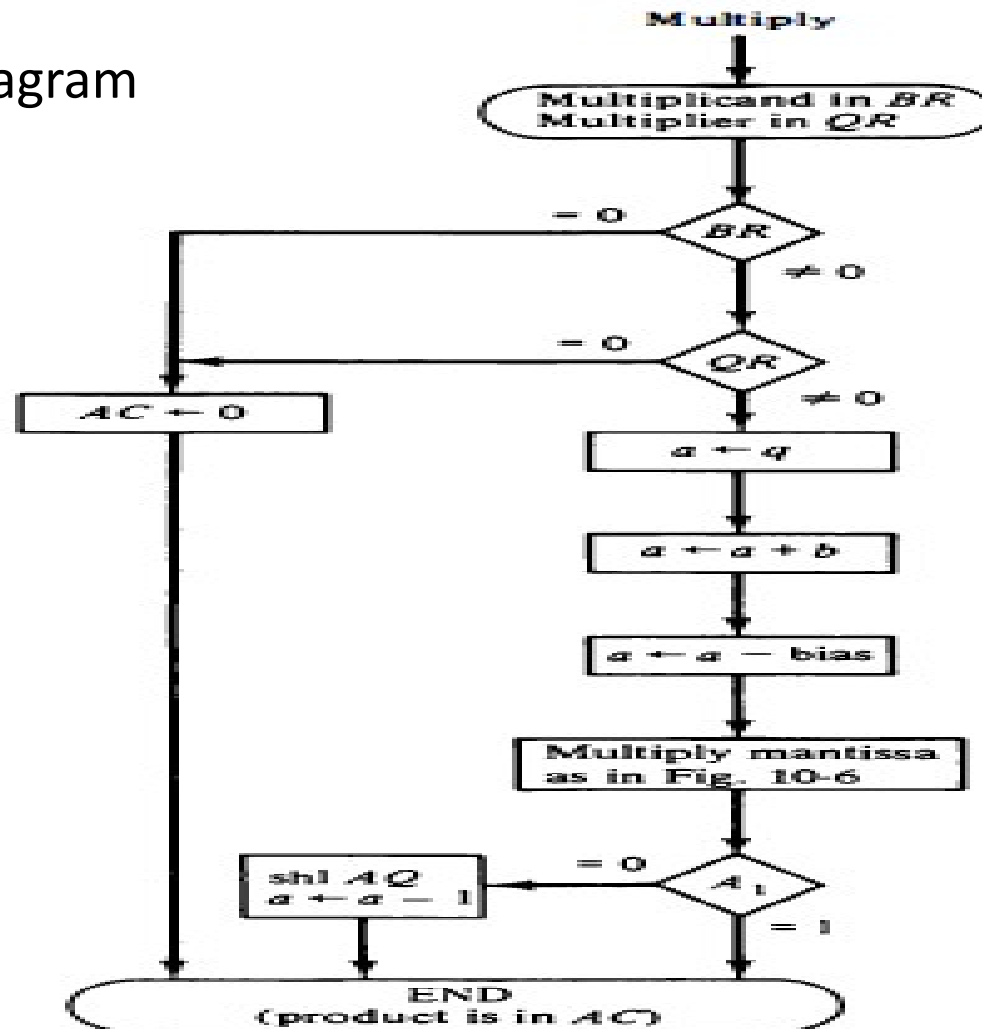 agram
Multiply
Multiplicand in BR
Multiplier in QR
= 0
BR
≠ 0
= 0
QR
≠ 0
AC ← 0
a ← q
a ← a + b
a ← a − bias
Multiply mantissa
as in Fig. 10-6
= 0
A₁
shl AQ
a ← a − 1
= 1
END
(product is in AC)